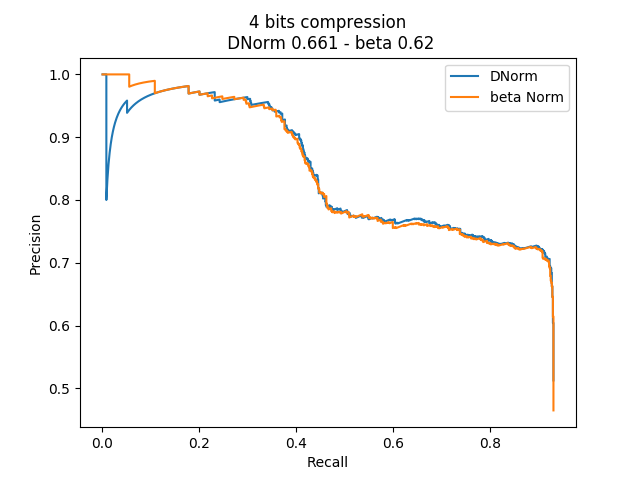 4 bits compression
DNorm 0.661 - beta 0.62
DNorm
beta Norm
1.0
0.9
0.8
0.7
0.6
0.5
Precision
0.0 0.2 0.4 0.6 0.8
Recall